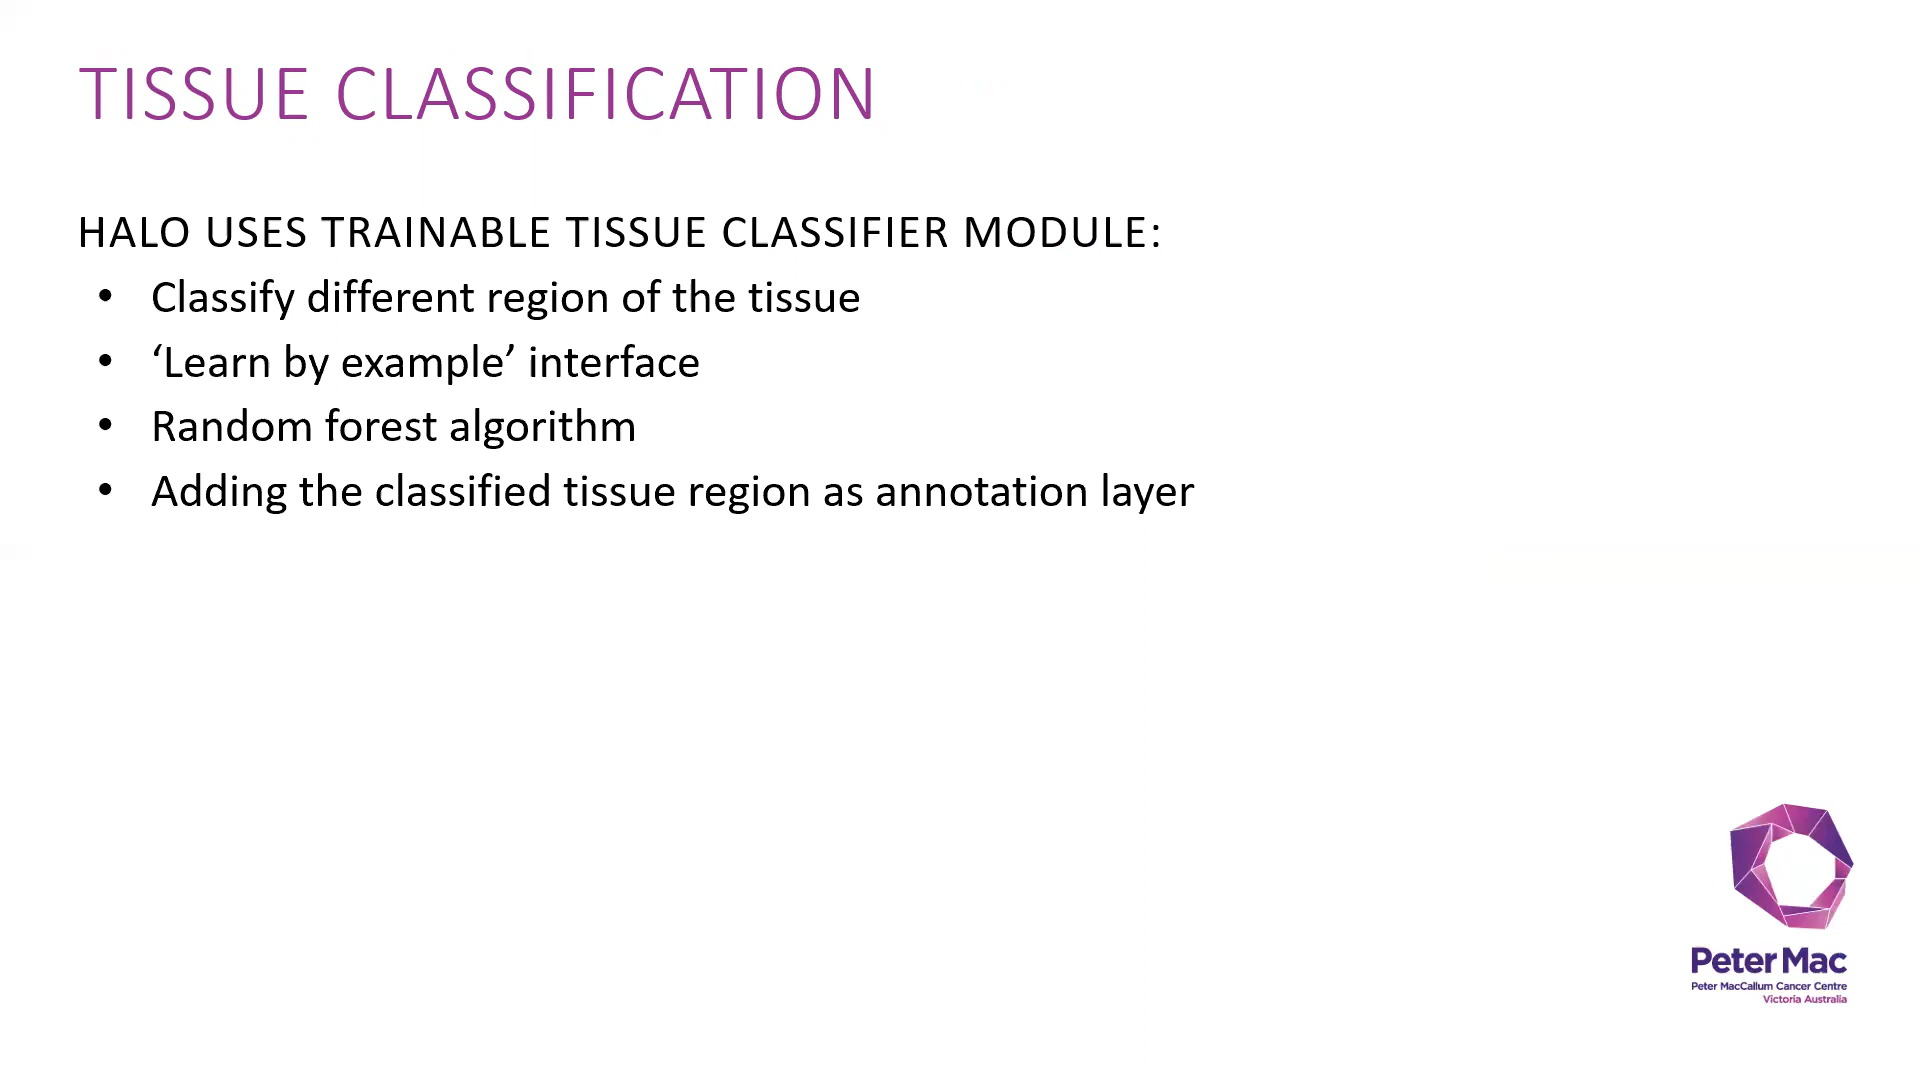 TISSUE CLASSIFICATION
HALO USES TRAINABLE TISSUE CLASSIFIER MODULE:
• Classify different region of the tissue
• ‘Learn by example’ interface
• Random forest algorithm
• Adding the classified tissue region as annotation layer
Peter Mac
Peter MacCallum Cancer Centre
Victoria Australia